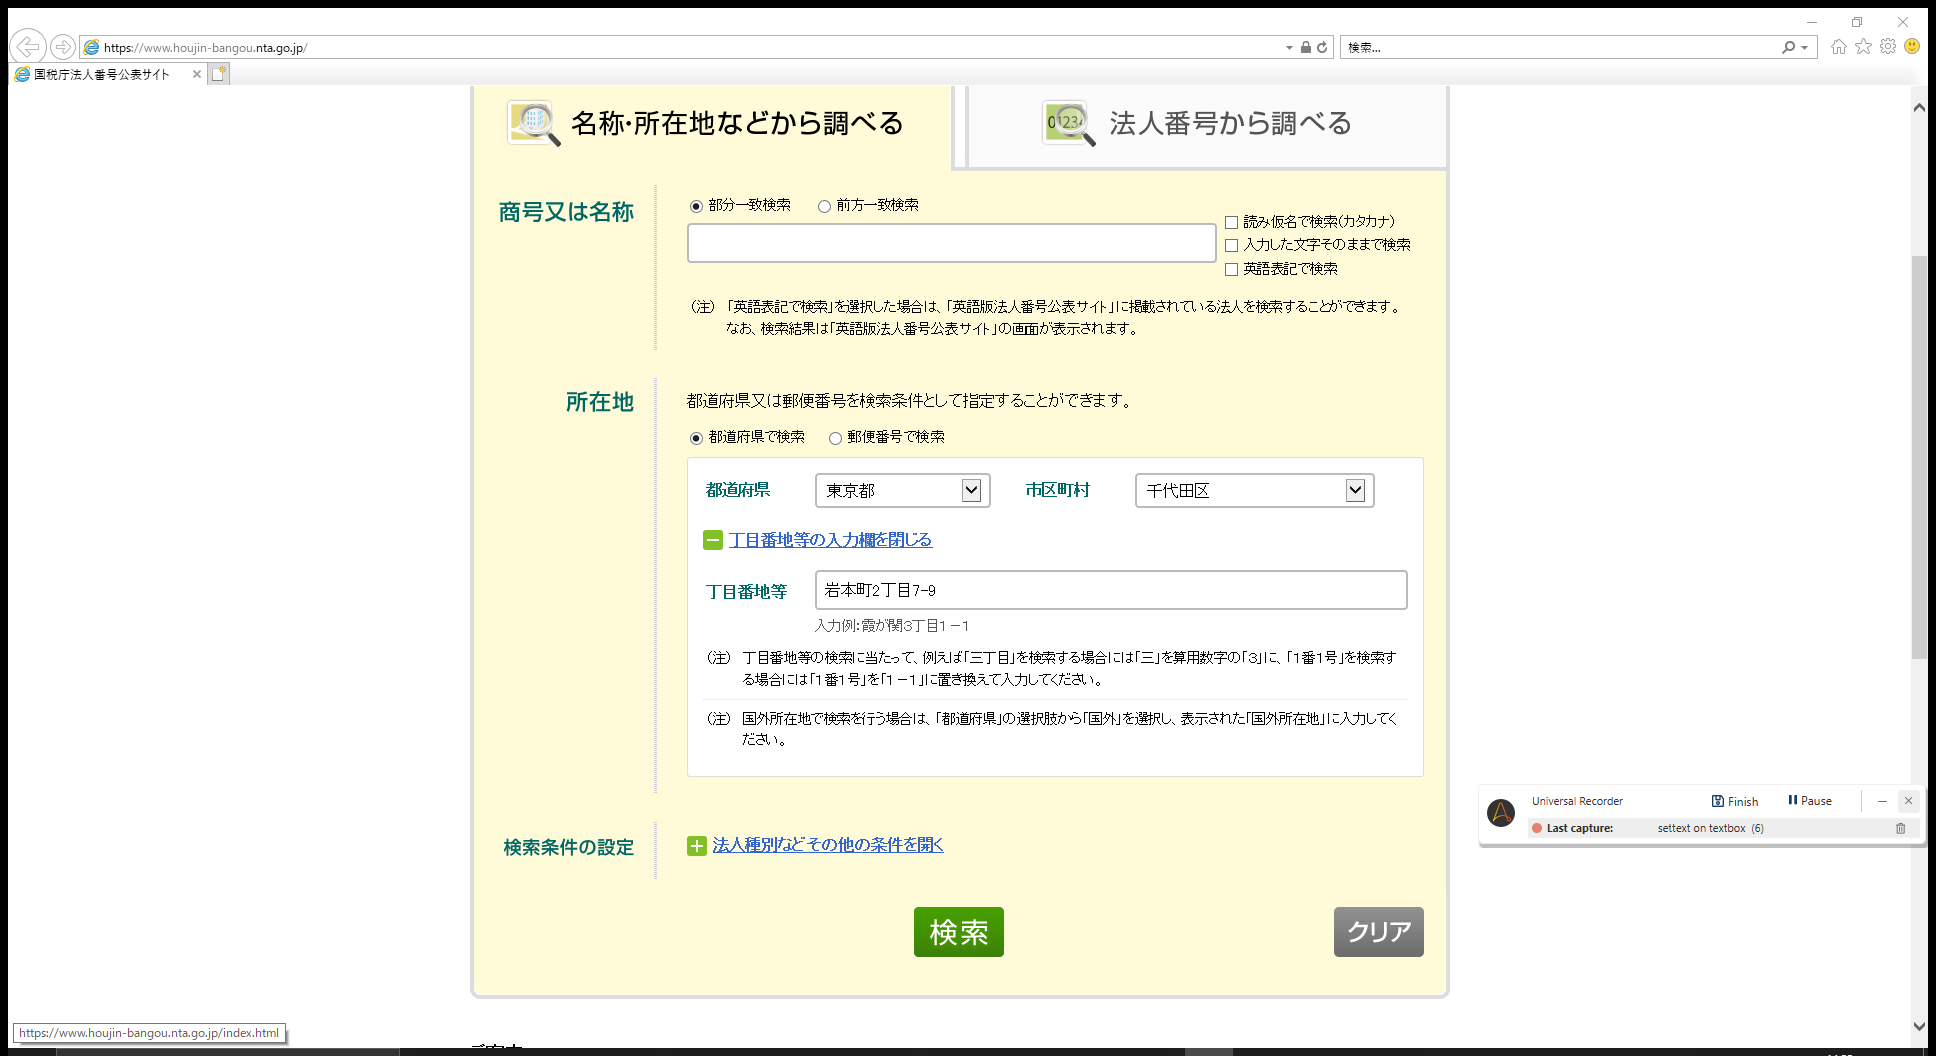 https://www.houjin-bangou.nta.go.jp/
検索...
国税庁法人番号公表サイト
名称・所在地などから調べる
法人番号から調べる
商号又は名称
部分一致検索
前方一致検索
読み仮名で検索(カタカナ)
入力した文字そのままで検索
英語表記で検索
(注) 「英語表記で検索」を選択した場合は、「英語版法人番号公表サイト」に掲載されている法人を検索することができます。
なお、検索結果は「英語版法人番号公表サイト」の画面が表示されます。
所在地
都道府県又は郵便番号を検索条件として指定することができます。
都道府県で検索
郵便番号で検索
都道府県
東京都
市区町村
千代田区
丁目番地等の入力欄を閉じる
丁目番地等
岩本町2丁目7-9
入力例:霞が関3丁目1-1
(注) 丁目番地等の検索に当たって、例えば「三丁目」を検索する場合には「三」を算用数字の「3」に、「1番1号」を検索す
る場合には「1番1号」を「1-1」に置き換えて入力してください。
(注) 国外所在地で検索を行う場合は、「都道府県」の選択肢から「国外」を選択し、表示された「国外所在地」に入力してく
ださい。
Universal Recorder
Finish
Pause
Last capture:
settext on textbox (6)
検索条件の設定
法人種別などその他の条件を開く
検索
クリア
https://www.houjin-bangou.nta.go.jp/index.html